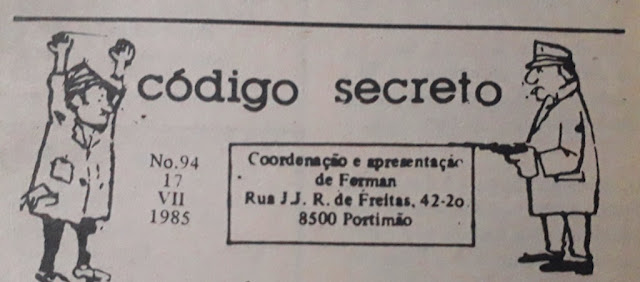 código secreto
No.94
17
VII
1985
Coordenação e apresentação
de Ferman
Rua J.J. R. de Freitas, 42-2o
8500 Portimão